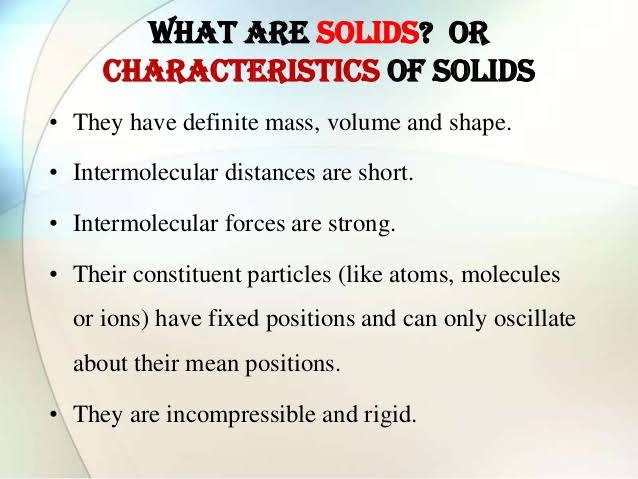 WHAT ARE SOLIDS? OR
CHARACTERISTICS OF SOLIDS
• They have definite mass, volume and shape.
• Intermolecular distances are short.
• Intermolecular forces are strong.
• Their constituent particles (like atoms, molecules
or ions) have fixed positions and can only oscillate
about their mean positions.
• They are incompressible and rigid.